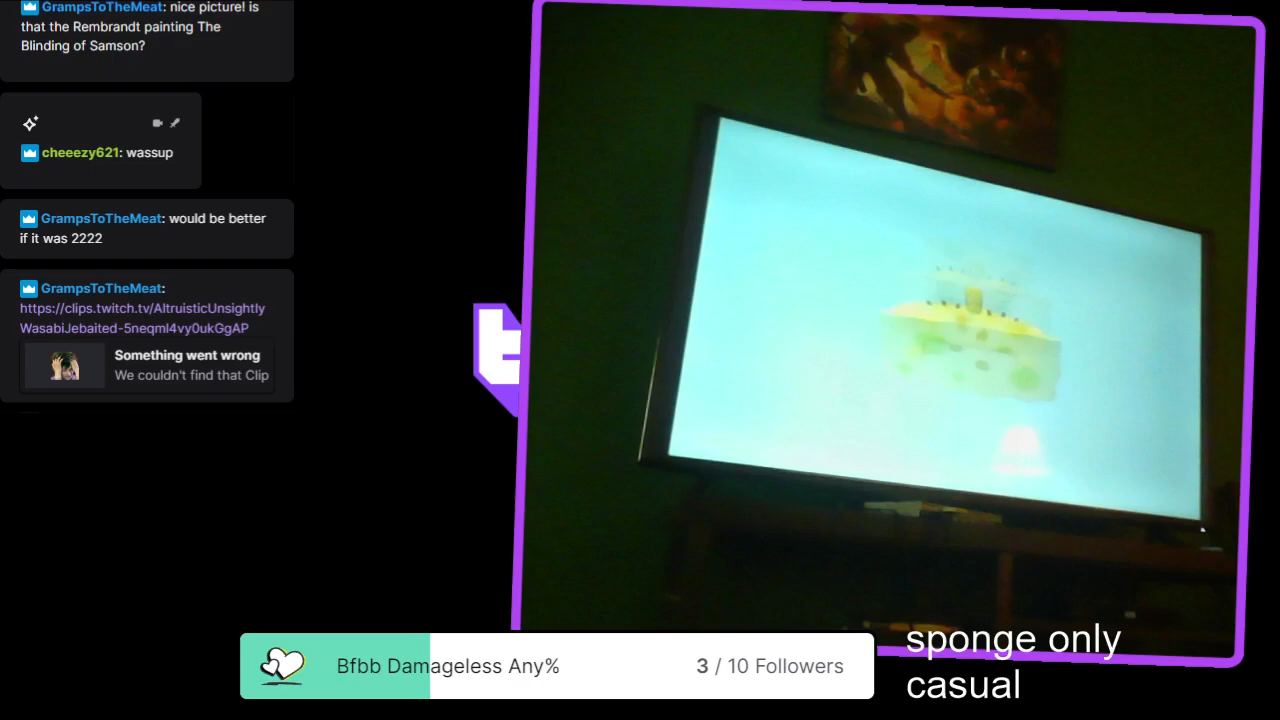 GrampsToTheMeat: nice picture! is
that the Rembrandt painting The
Blinding of Samson?
cheeezy621: wassup
GrampsToTheMeat: would be better
if it was 2222
GrampsToTheMeat:
https://clips.twitch.tv/AltruisticUnsightly
WasabiJebaited-5neqml4vy0ukGgAP
Something went wrong
We couldn't find that Clip
Bfbb Damageless Any%
3 / 10 Followers
sponge only
casual